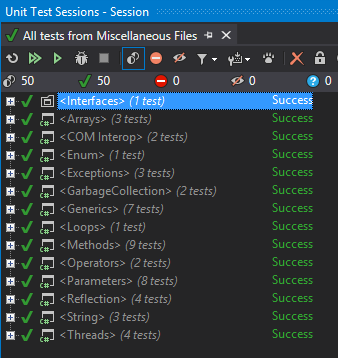 Unit Test Sessions - Session
All tests from Miscellaneous Files
50 50 0 0 0
<Interfaces> (1 test) Success
<Arrays> (3 tests) Success
<COM Interop> (2 tests) Success
<Enum> (1 test) Success
<Exceptions> (3 tests) Success
<GarbageCollection> (2 tests) Success
<Generics> (7 tests) Success
<Loops> (1 test) Success
<Methods> (9 tests) Success
<Operators> (2 tests) Success
<Parameters> (8 tests) Success
<Reflection> (4 tests) Success
<String> (3 tests) Success
<Threads> (4 tests) Success